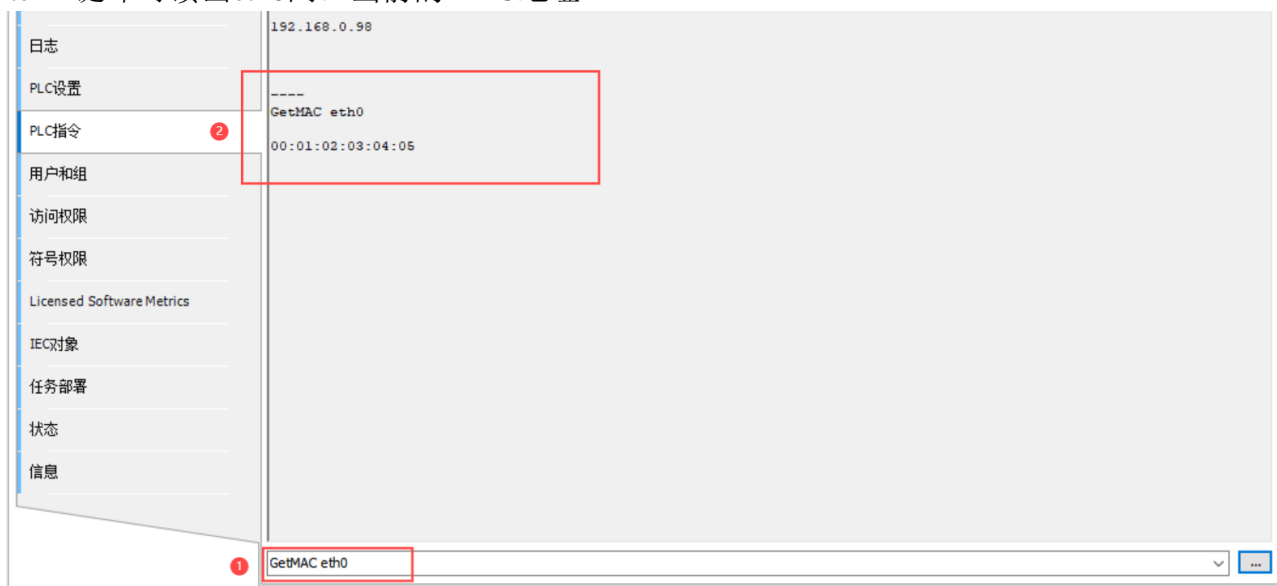 192.168.0.98
日志
PLC设置
----
GetMAC eth0
PLC指令
2
00:01:02:03:04:05
用户和组
访问权限
符号权限
Licensed Software Metrics
IEC对象
任务部署
状态
信息
1
GetMAC eth0
...